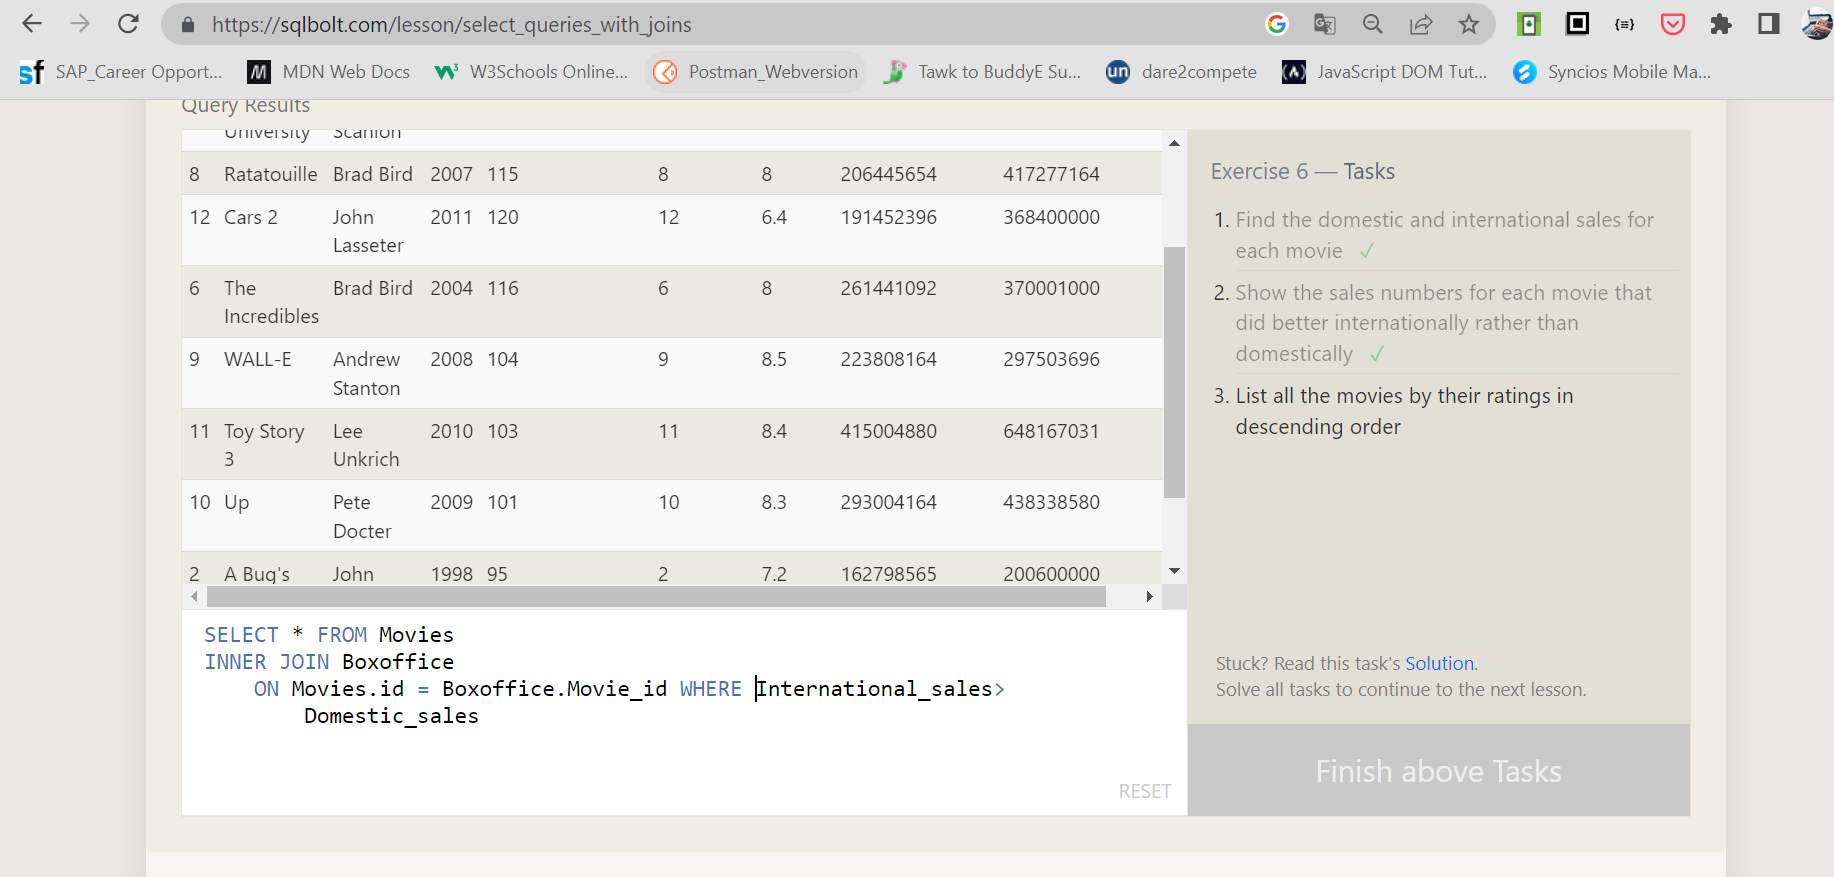 https://sqlbolt.com/lesson/select_queries_with_joins
SAP_Career Opport...
MDN Web Docs
W3Schools Online...
Postman_Webversion
Tawk to BuddyE Su...
dare2compete
JavaScript DOM Tut...
Syncios Mobile Ma...
Query Results
University Scanlon
8 Ratatouille Brad Bird 2007 115 8 8 206445654 417277164
12 Cars 2 John 2011 120 12 6.4 191452396 368400000
Lasseter
6 The Brad Bird 2004 116 6 8 261441092 370001000
Incredibles
9 WALL-E Andrew 2008 104 9 8.5 223808164 297503696
Stanton
11 Toy Story Lee 2010 103 11 8.4 415004880 648167031
3 Unkrich
10 Up Pete 2009 101 10 8.3 293004164 438338580
Docter
2 A Bug's John 1998 95 2 7.2 162798565 200600000
SELECT * FROM Movies
INNER JOIN Boxoffice
ON Movies.id = Boxoffice.Movie_id WHERE International_sales>
Domestic_sales
RESET
Exercise 6 — Tasks
1. Find the domestic and international sales for
each movie ✓
2. Show the sales numbers for each movie that
did better internationally rather than
domestically ✓
3. List all the movies by their ratings in
descending order
Stuck? Read this task's Solution.
Solve all tasks to continue to the next lesson.
Finish above Tasks